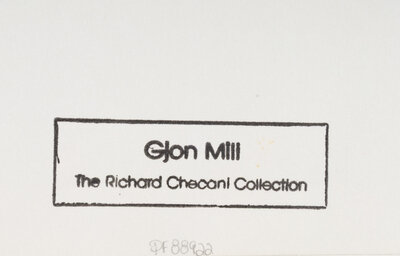 Gjon Mili
The Richard Checani Collection